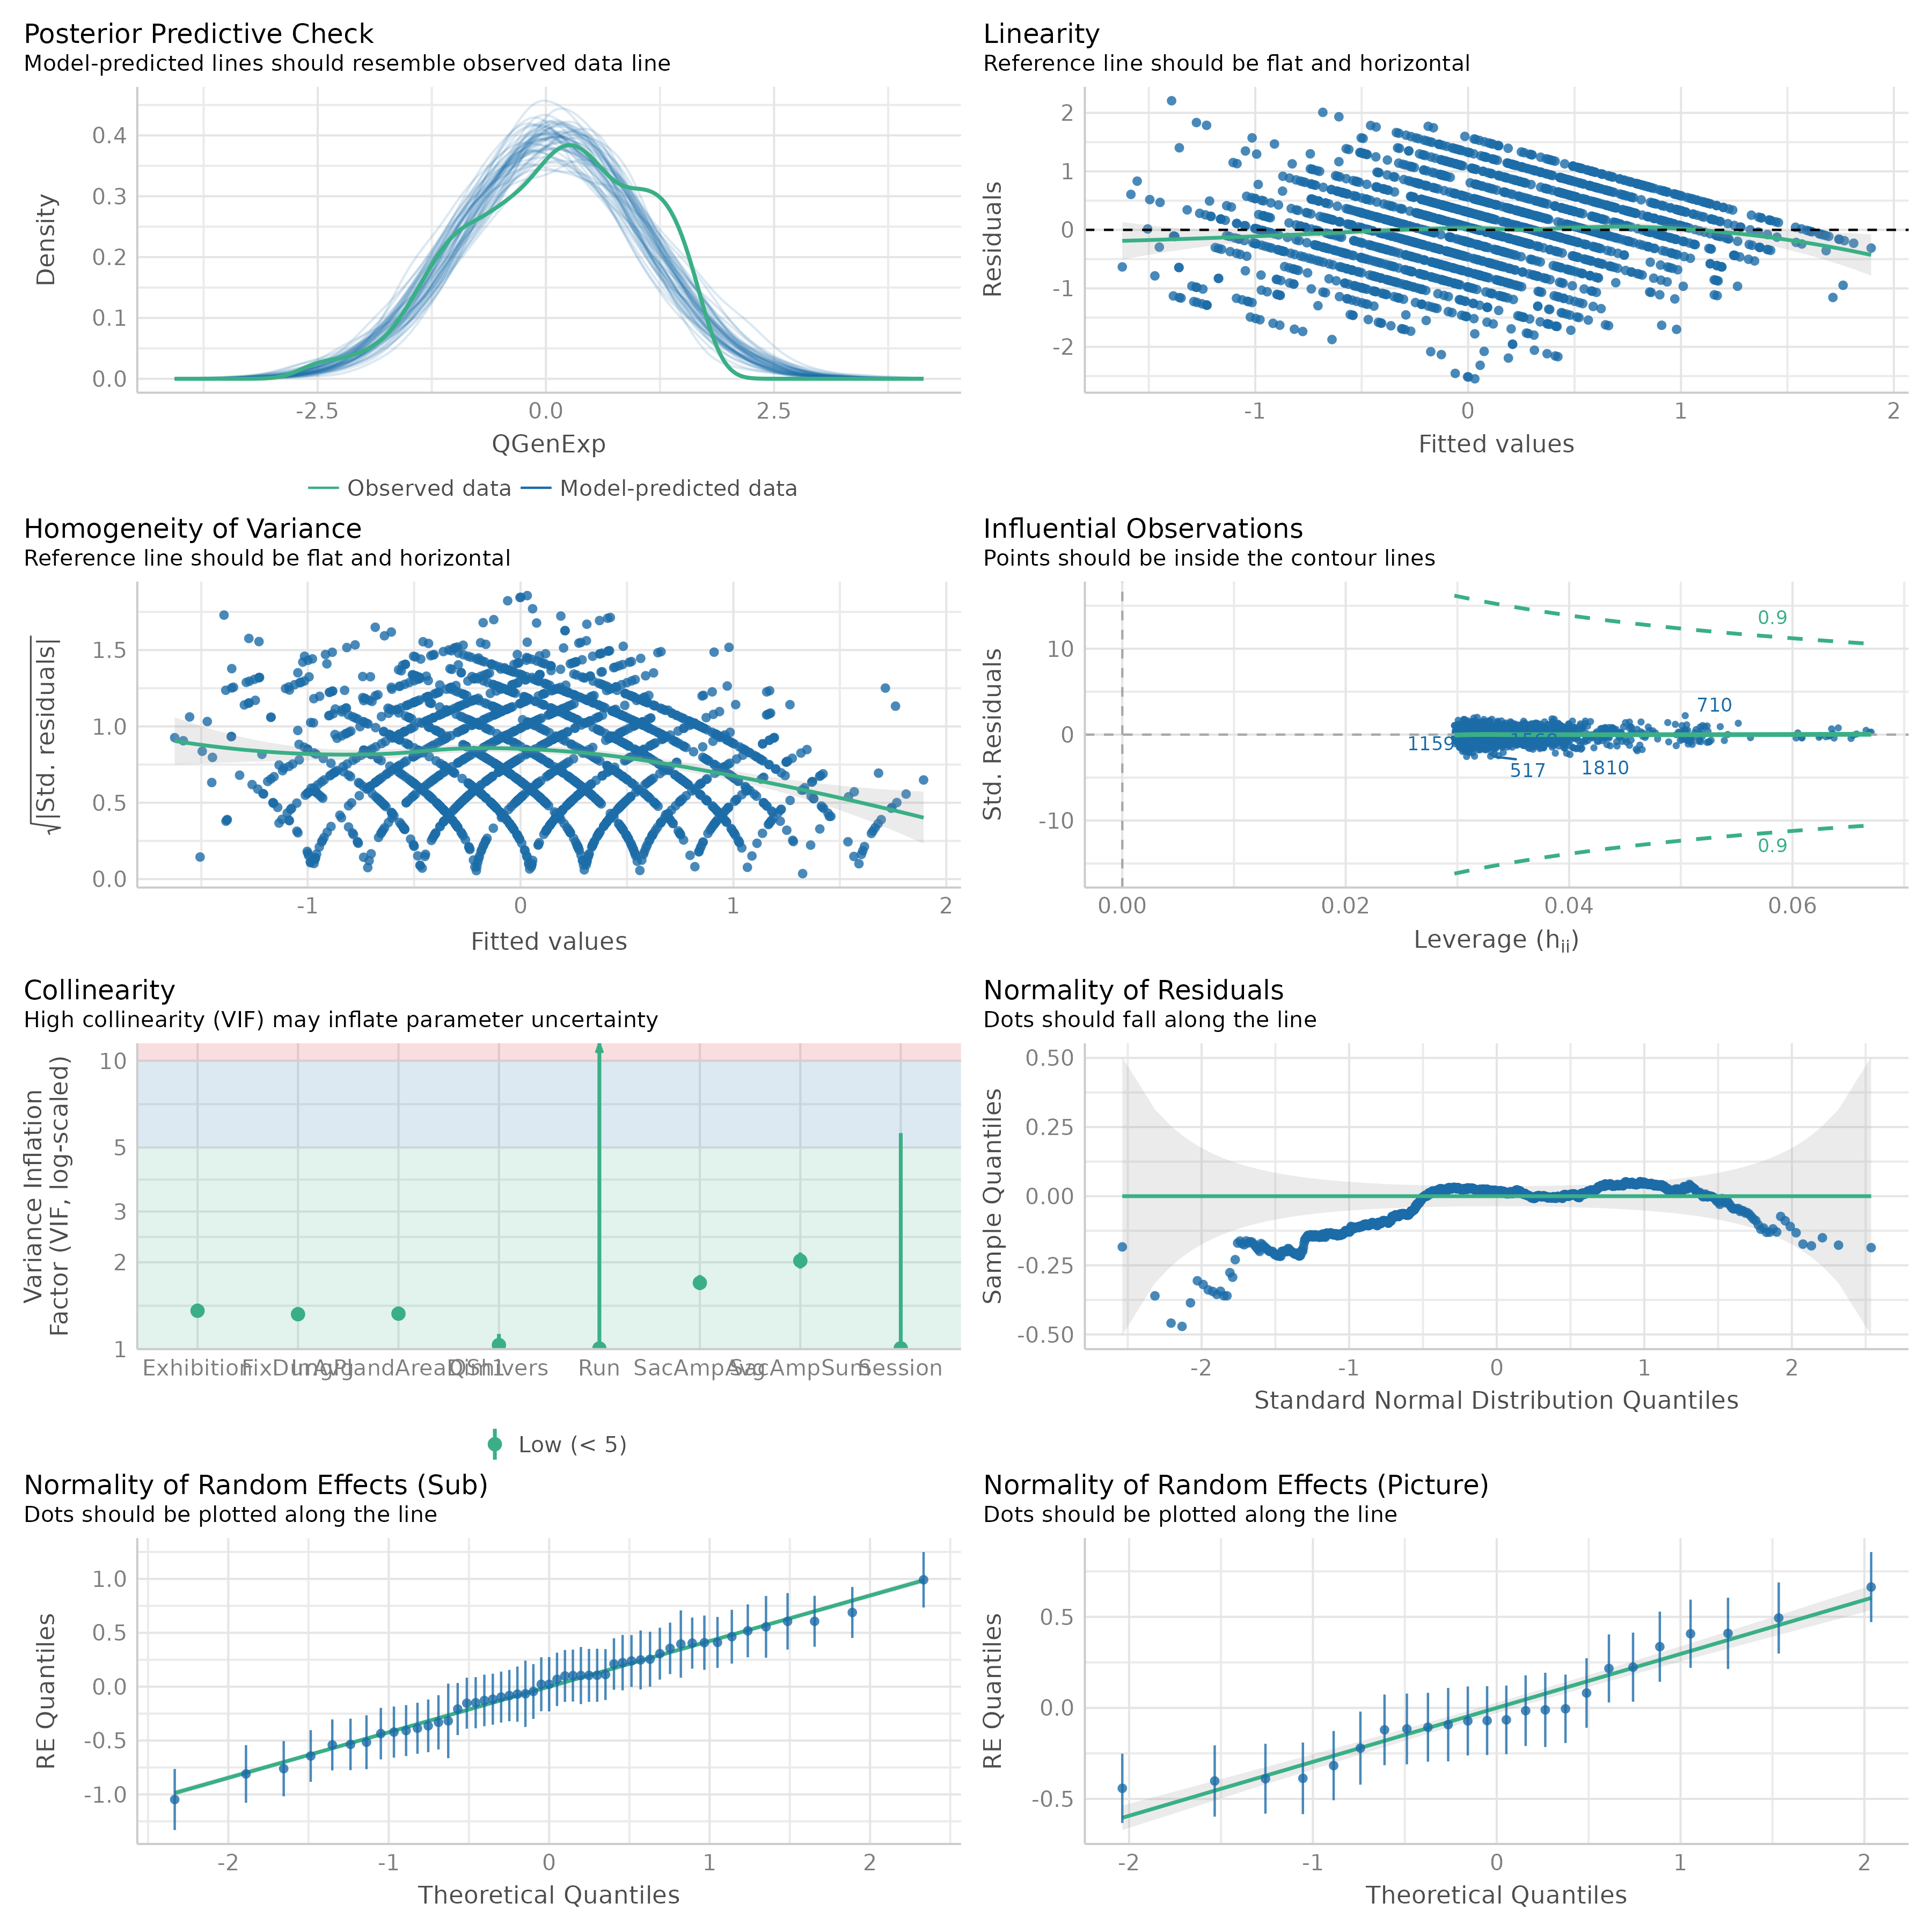 Posterior Predictive Check
Model-predicted lines should resemble observed data line
Density
0.4
0.3
0.2
0.1
0.0
-2.5
0.0
2.5
QGenExp
Observed data
Model-predicted data
Linearity
Reference line should be flat and horizontal
Residuals
2
1
0
-1
-2
-1
0
1
2
Fitted values
Homogeneity of Variance
Reference line should be flat and horizontal
√|Std. residuals|
1.5
1.0
0.5
0.0
-1
0
1
2
Fitted values
Influential Observations
Points should be inside the contour lines
Std. Residuals
10
0
-10
0.9
710
1159
517
1810
0.9
0.00
0.02
0.04
0.06
Leverage (hii)
Collinearity
High collinearity (VIF) may inflate parameter uncertainty
Variance Inflation
Factor (VIF, log-scaled)
10
5
3
2
1
Exhibition
Run
SacAmpAvg
SacAmpSum
Session
Low (< 5)
Normality of Residuals
Dots should fall along the line
Sample Quantiles
0.50
0.25
0.00
-0.25
-0.50
-2
-1
0
1
2
Standard Normal Distribution Quantiles
Normality of Random Effects (Sub)
Dots should be plotted along the line
RE Quantiles
1.0
0.5
0.0
-0.5
-1.0
-2
-1
0
1
2
Theoretical Quantiles
Normality of Random Effects (Picture)
Dots should be plotted along the line
RE Quantiles
0.5
0.0
-0.5
-2
-1
0
1
2
Theoretical Quantiles